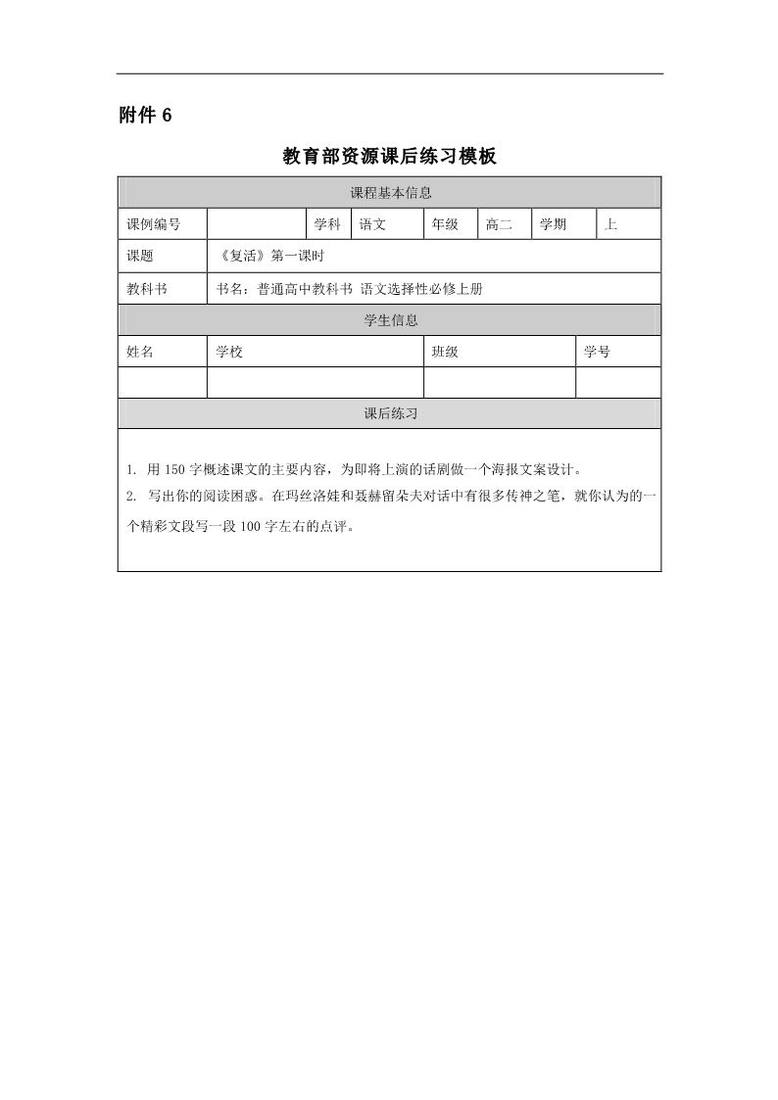 附件 6
教育部资源课后练习模板
课程基本信息
课例编号 学科 语文 年级 高二 学期 上
课题 《复活》第一课时
教科书 书名：普通高中教科书 语文选择性必修上册
学生信息
姓名 学校 班级 学号
课后练习
1. 用 150 字概述课文的主要内容，为即将上演的话剧做一个海报文案设计。
2. 写出你的阅读困惑。在玛丝洛娃和聂赫留朵夫对话中有很多传神之笔，就你认为的一
个精彩文段写一段 100 字左右的点评。